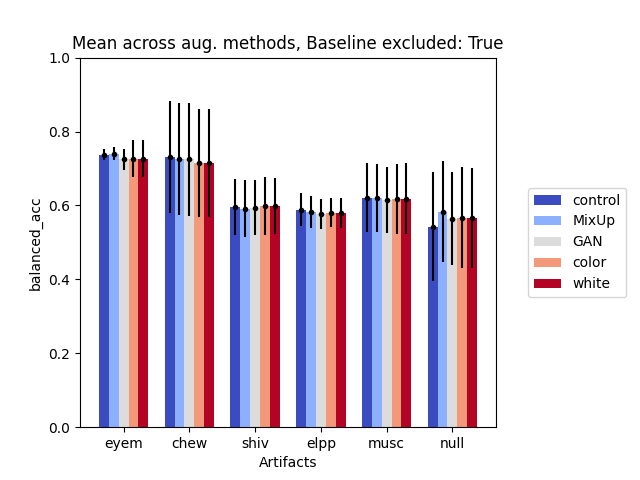 Mean across aug. methods, Baseline excluded: True
1.0
0.8
0.6
0.4
0.2
0.0
balanced_acc
eyem chew shiv elpp musc null
Artifacts
control
MixUp
GAN
color
white